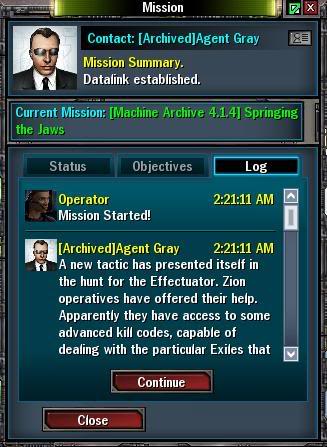 Mission
Contact: [Archived]Agent Gray
Mission Summary.
Datalink established.
Current Mission: [Machine Archive 4.1.4] Springing
the Jaws
Status
Objectives
Log
Operator 2:21:11 AM
Mission Started!
[Archived]Agent Gray 2:21:11 AM
A new tactic has presented itself in
the hunt for the Effectuator. Zion
operatives have offered their help.
Apparently they have access to some
advanced kill codes, capable of
dealing with the particular Exiles that
Continue
Close